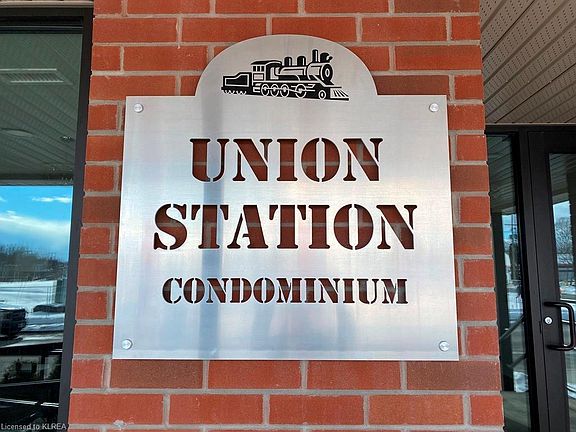 UNION
STATION
CONDOMINIUM
Licensed to KLREA